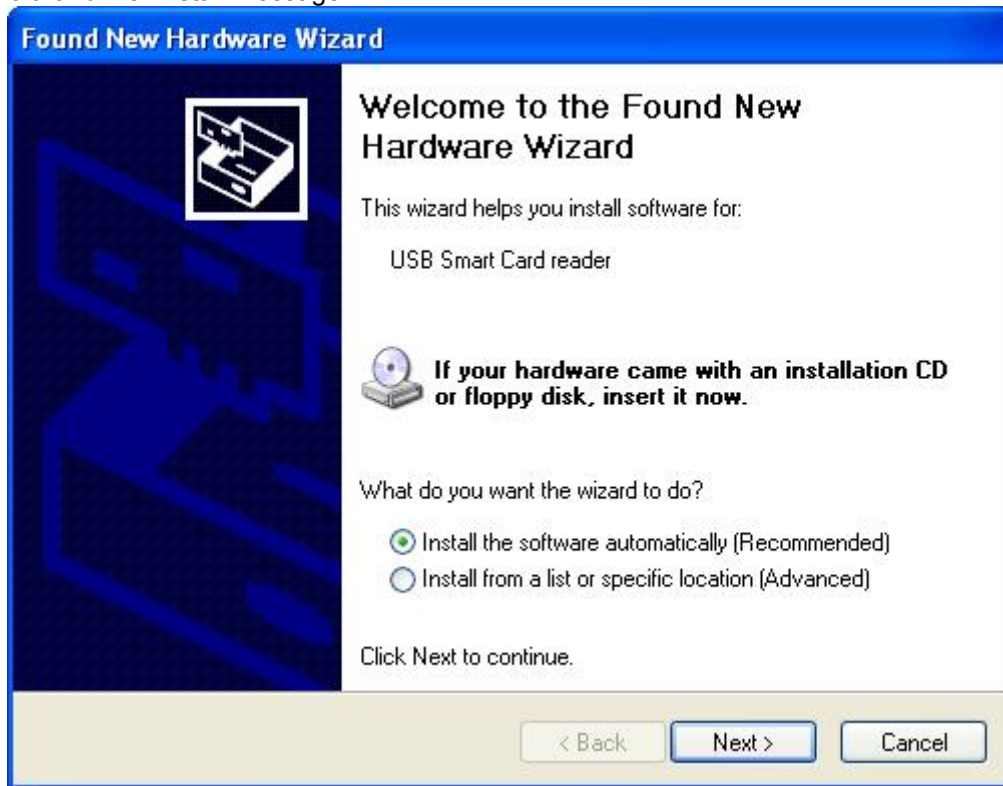 Found New Hardware Wizard
Welcome to the Found New
Hardware Wizard
This wizard helps you install software for:
USB Smart Card reader
If your hardware came with an installation CD
or floppy disk, insert it now.
What do you want the wizard to do?
Install the software automatically (Recommended)
Install from a list or specific location (Advanced)
Click Next to continue.
< Back Next > Cancel